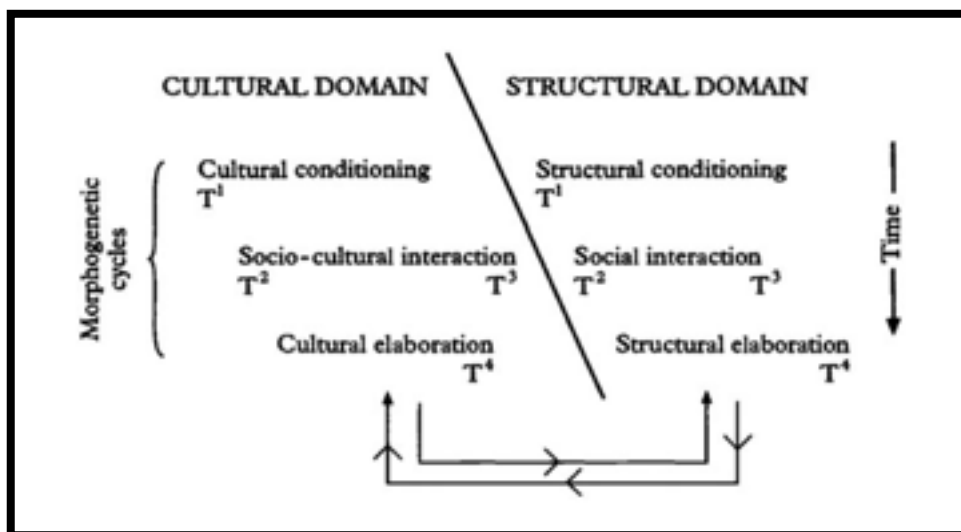 CULTURAL DOMAIN
STRUCTURAL DOMAIN
Morphogenetic
cycles
Cultural conditioning
T¹
Structural conditioning
T¹
Socio-cultural interaction
T² T³
Social interaction
T² T³
Cultural elaboration
T⁴
Structural elaboration
T⁴
Time